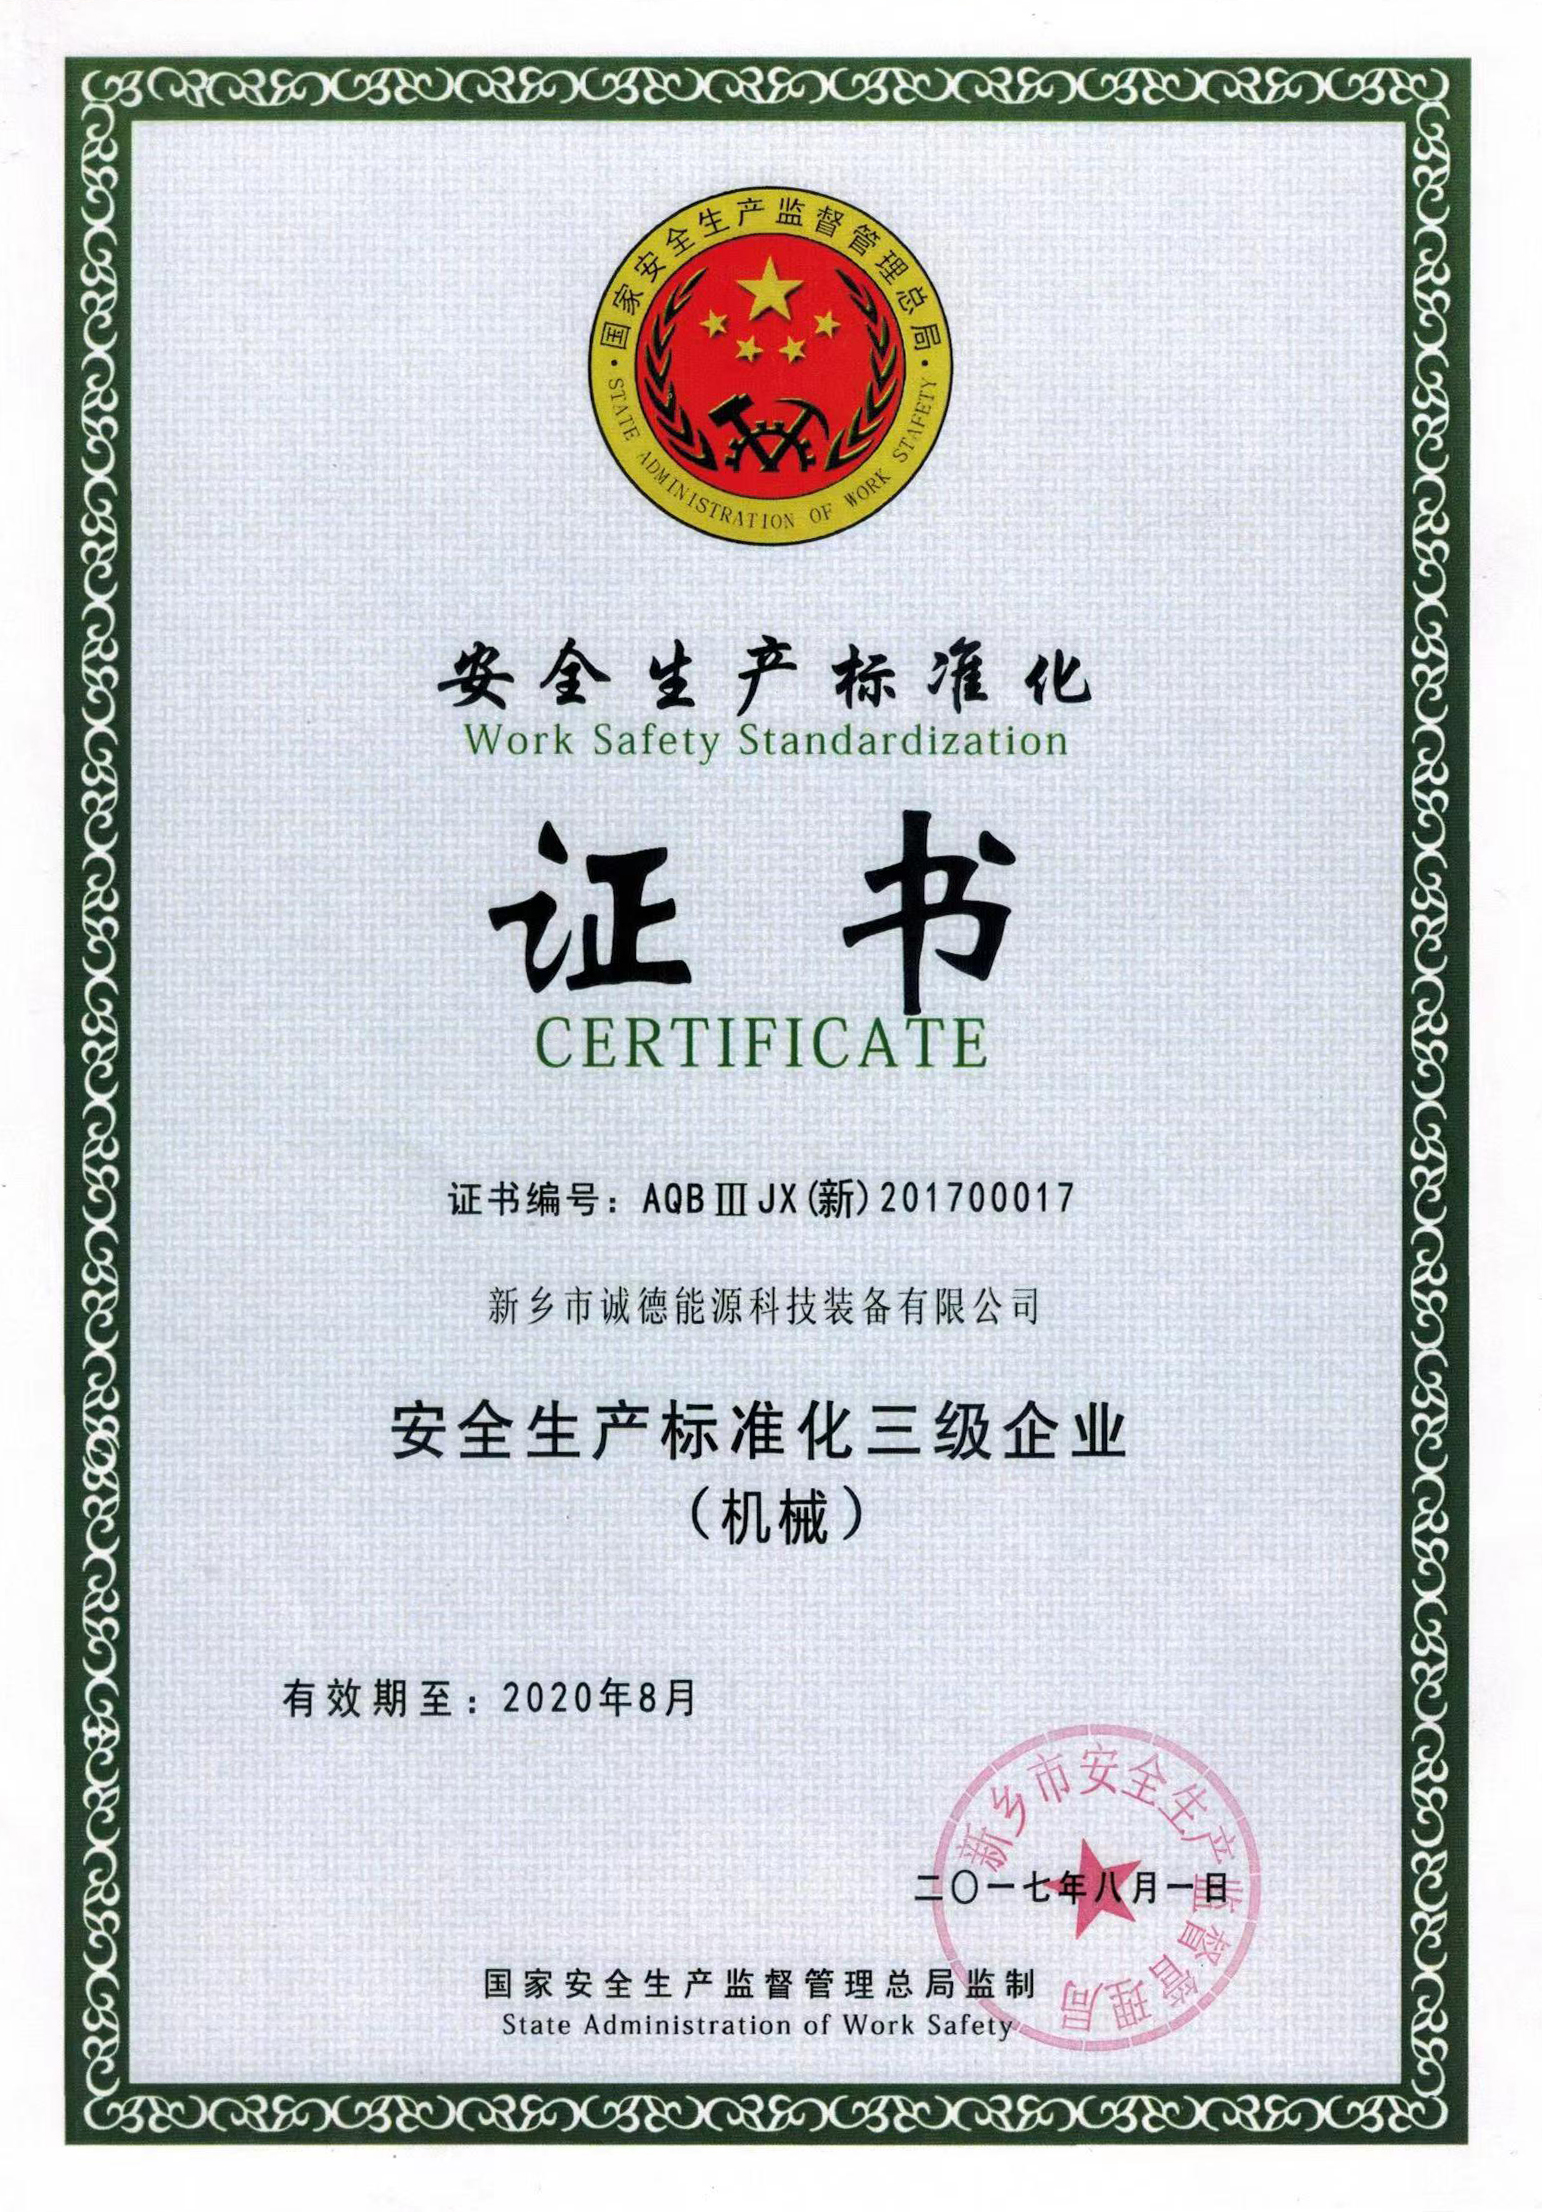 国家安全生产监督管理总局
STATE ADMINISTRATION OF WORK STAFETY
安全生产标准化
Work Safety Standardization
证书
CERTIFICATE
证书编号：AQBⅢJX(新)201700017
新乡市诚德能源科技装备有限公司
安全生产标准化三级企业
（机械）
有效期至：2020年8月
新乡市安全生产监督管理局
二〇一七年八月一日
国家安全生产监督管理总局监制
State Administration of Work Safety